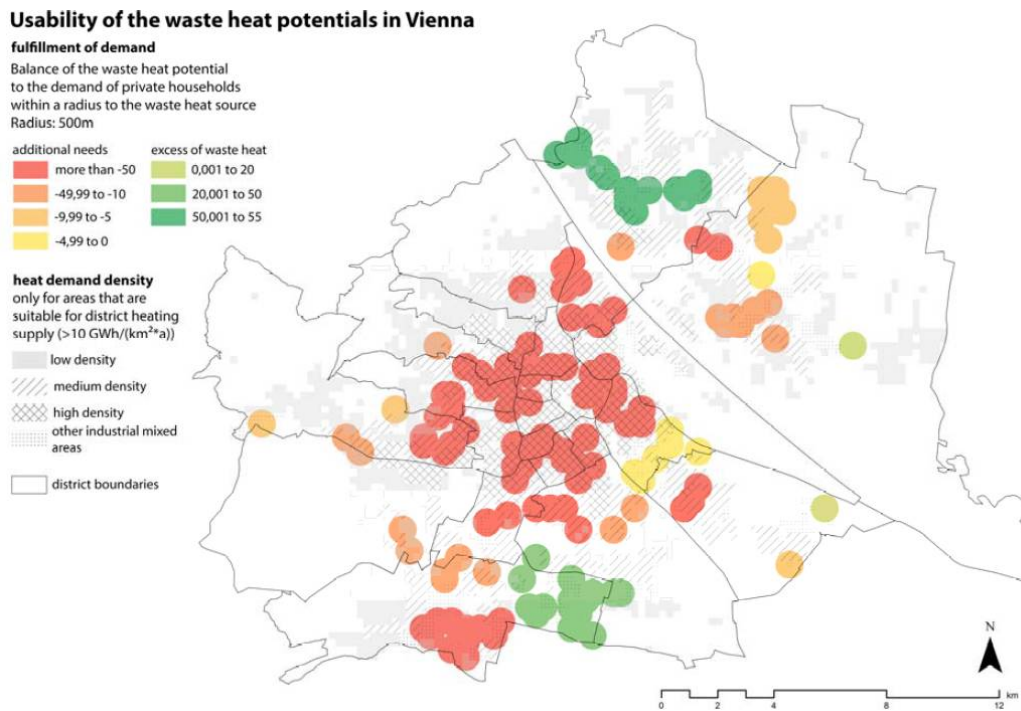 Usability of the waste heat potentials in Vienna
fulfillment of demand
Balance of the waste heat potential
to the demand of private households
within a radius to the waste heat source
Radius: 500m
additional needs
more than -50
-49,99 to -10
-9,99 to -5
-4,99 to 0
excess of waste heat
0,001 to 20
20,001 to 50
50,001 to 55
heat demand density
only for areas that are
suitable for district heating
supply (>10 GWh/(km²*a))
low density
medium density
high density
other industrial mixed
areas
district boundaries
N
km
0 2 4 8 12